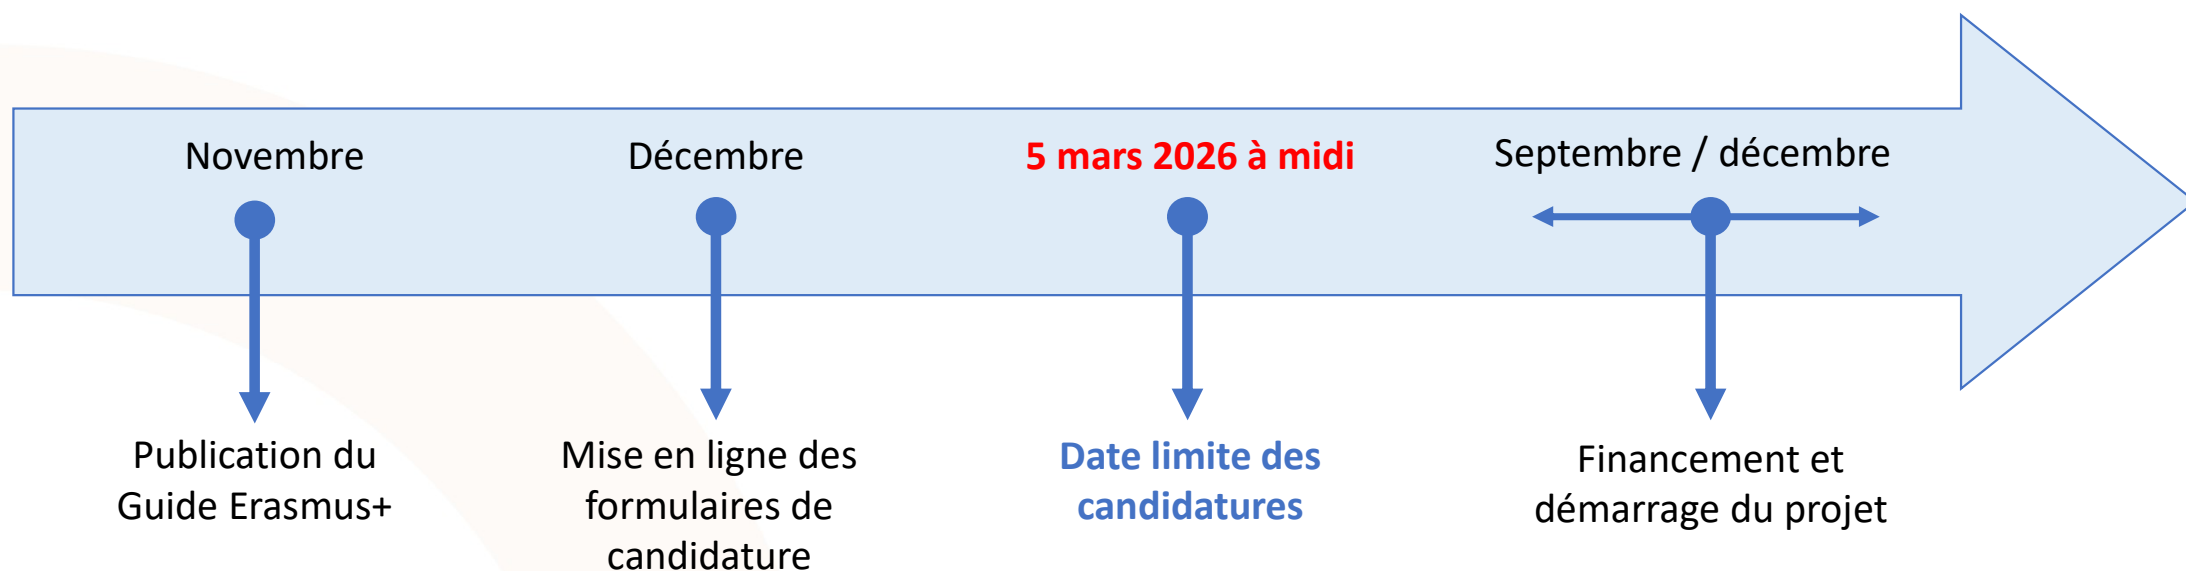 Novembre
Décembre
5 mars 2026 à midi
Septembre / décembre
Publication du
Guide Erasmus+
Mise en ligne des
formulaires de
candidature
Date limite des
candidatures
Financement et
démarrage du projet